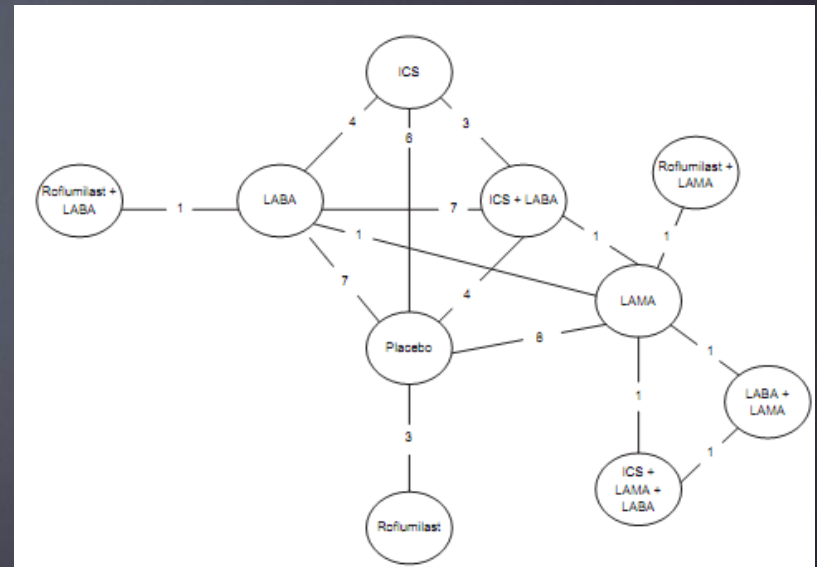 ICS
4
6
3
Roflumilast +
LABA
1
LABA
7
ICS + LABA
Roflumilast +
LAMA
1
1
1
7
4
LAMA
Placebo
8
1
1
LABA +
LAMA
3
1
ICS +
LAMA +
LABA
Roflumilast